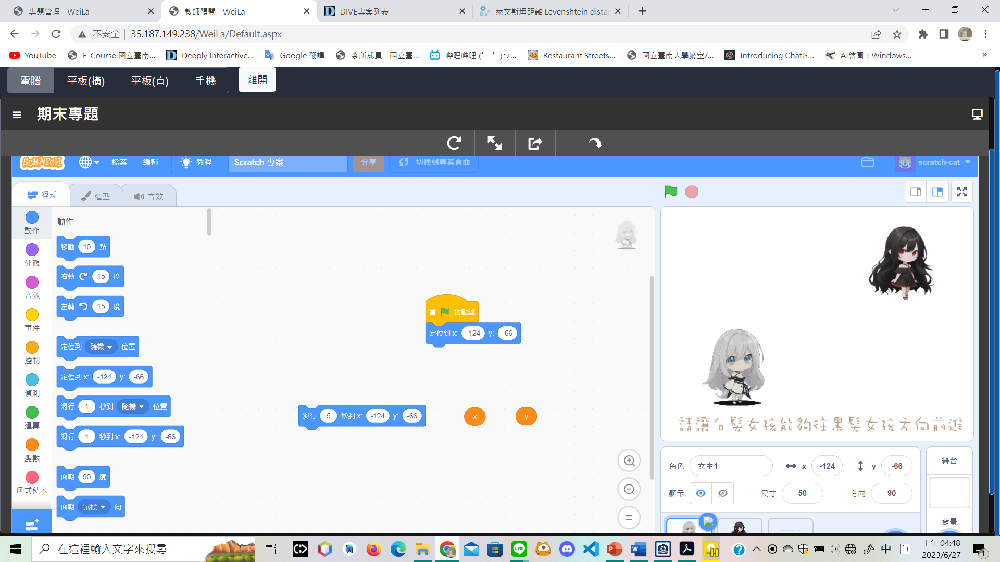 專題管理 - WeiLa
教師預覽 - WeiLa
DIVE專案列表
萊文斯坦距離 Levenshtein dista
不安全
35.187.149.238/WeiLa/Default.aspx
YouTube
E-Course 國立臺南...
Deeply Interactive...
Google 翻譯
系所成員 - 國立臺...
哔哩哔哩 (゜-゜)つ...
Restaurant Streets...
國立臺南大學廳室/...
Introducing ChatG...
AI繪圖：Windows...
»
電腦
平板(橫)
平板(直)
手機
離開
期末專題
SCRATCH
檔案
編輯
教程
Scratch 專案
分享
切換到專案頁面
scratch-cat
程式
造型
音效
動作
外觀
音效
事件
控制
偵測
運算
變數
函式積木
動作
移動 10 點
右轉 15 度
左轉 15 度
定位到 隨機 位置
定位到 x: -124 y: -66
滑行 1 秒到 隨機 位置
滑行 1 秒到 x: -124 y: -66
面朝 90 度
面朝 鼠標 向
當 被點擊
定位到 x: -124 y: -66
滑行 5 秒到 x: -124 y: -66
x
y
請讓白髮女孩能夠往黑髮女孩方向前進
角色 女主1 x -124 y -66
顯示 尺寸 50 方向 90
舞台
背景
在這裡輸入文字來搜尋
中
上午 04:48
2023/6/27
1